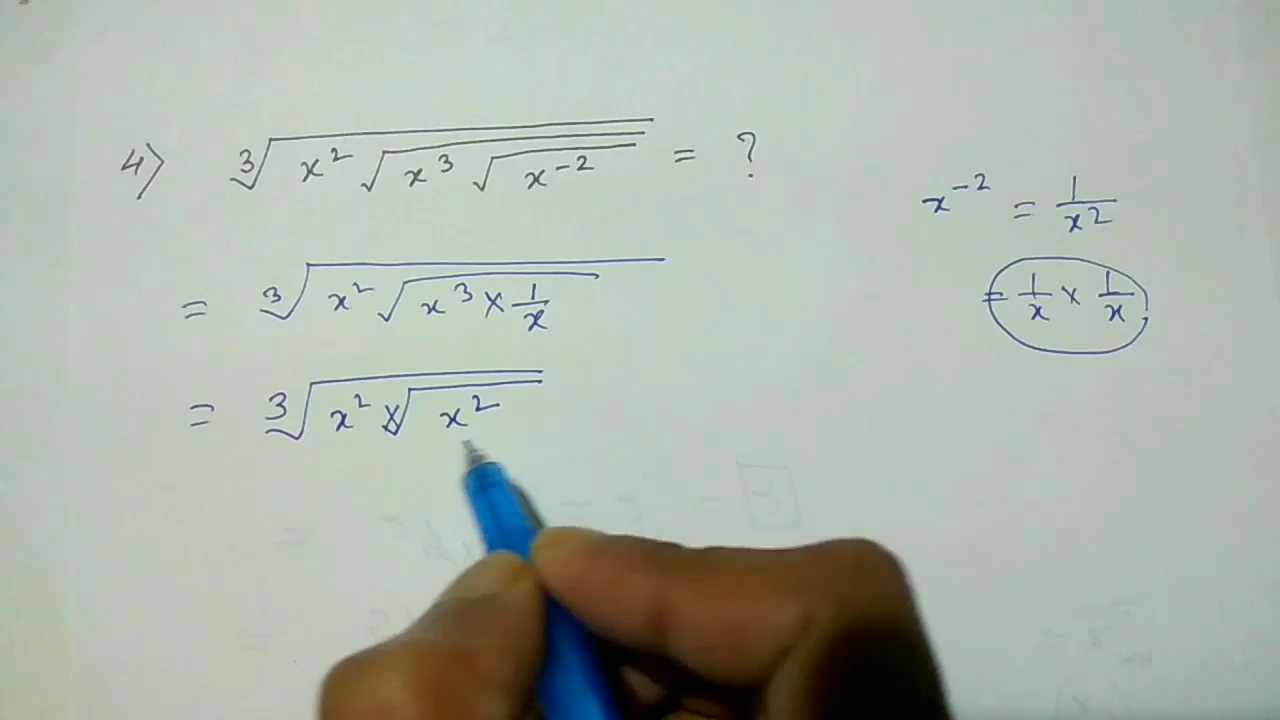 4) ∛(x² √(x³ √(x⁻²))) = ?
= ∛(x² √(x³ × 1/x))
= ∛(x² × √(x²))
x⁻² = 1/x²
= 1/x × 1/x